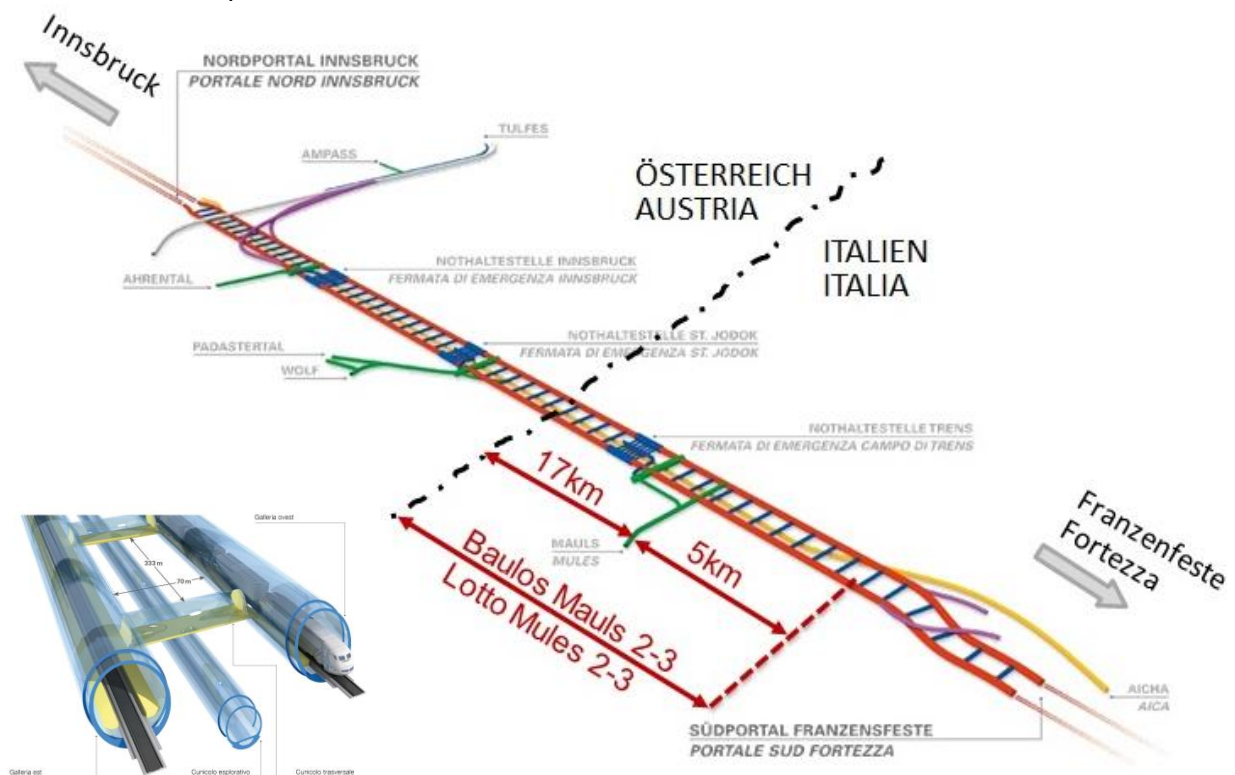 Innsbruck
NORDPORTAL INNSBRUCK
PORTALE NORD INNSBRUCK
TULFES
AMPASS
ÖSTERREICH
AUSTRIA
ITALIEN
ITALIA
AHRENTAL
NOTHALTESTELLE INNSBRUCK
FERMATA DI EMERGENZA INNSBRUCK
PADASTERTAL
WOLF
NOTHALTESTELLE ST. JODOK
FERMATA DI EMERGENZA ST. JODOK
NOTHALTESTELLE TRENS
FERMATA DI EMERGENZA CAMPO DI TRENS
17km
MAULS
MULES
5km
Baulos Mauls 2-3
Lotto Mules 2-3
Franzenfeste
Fortezza
AICHA
AICA
SÜDPORTAL FRANZENSFESTE
PORTALE SUD FORTEZZA
Galleria ovest
333 m
70 m
Galleria est
Cunicolo esplorativo
Cunicolo trasversale